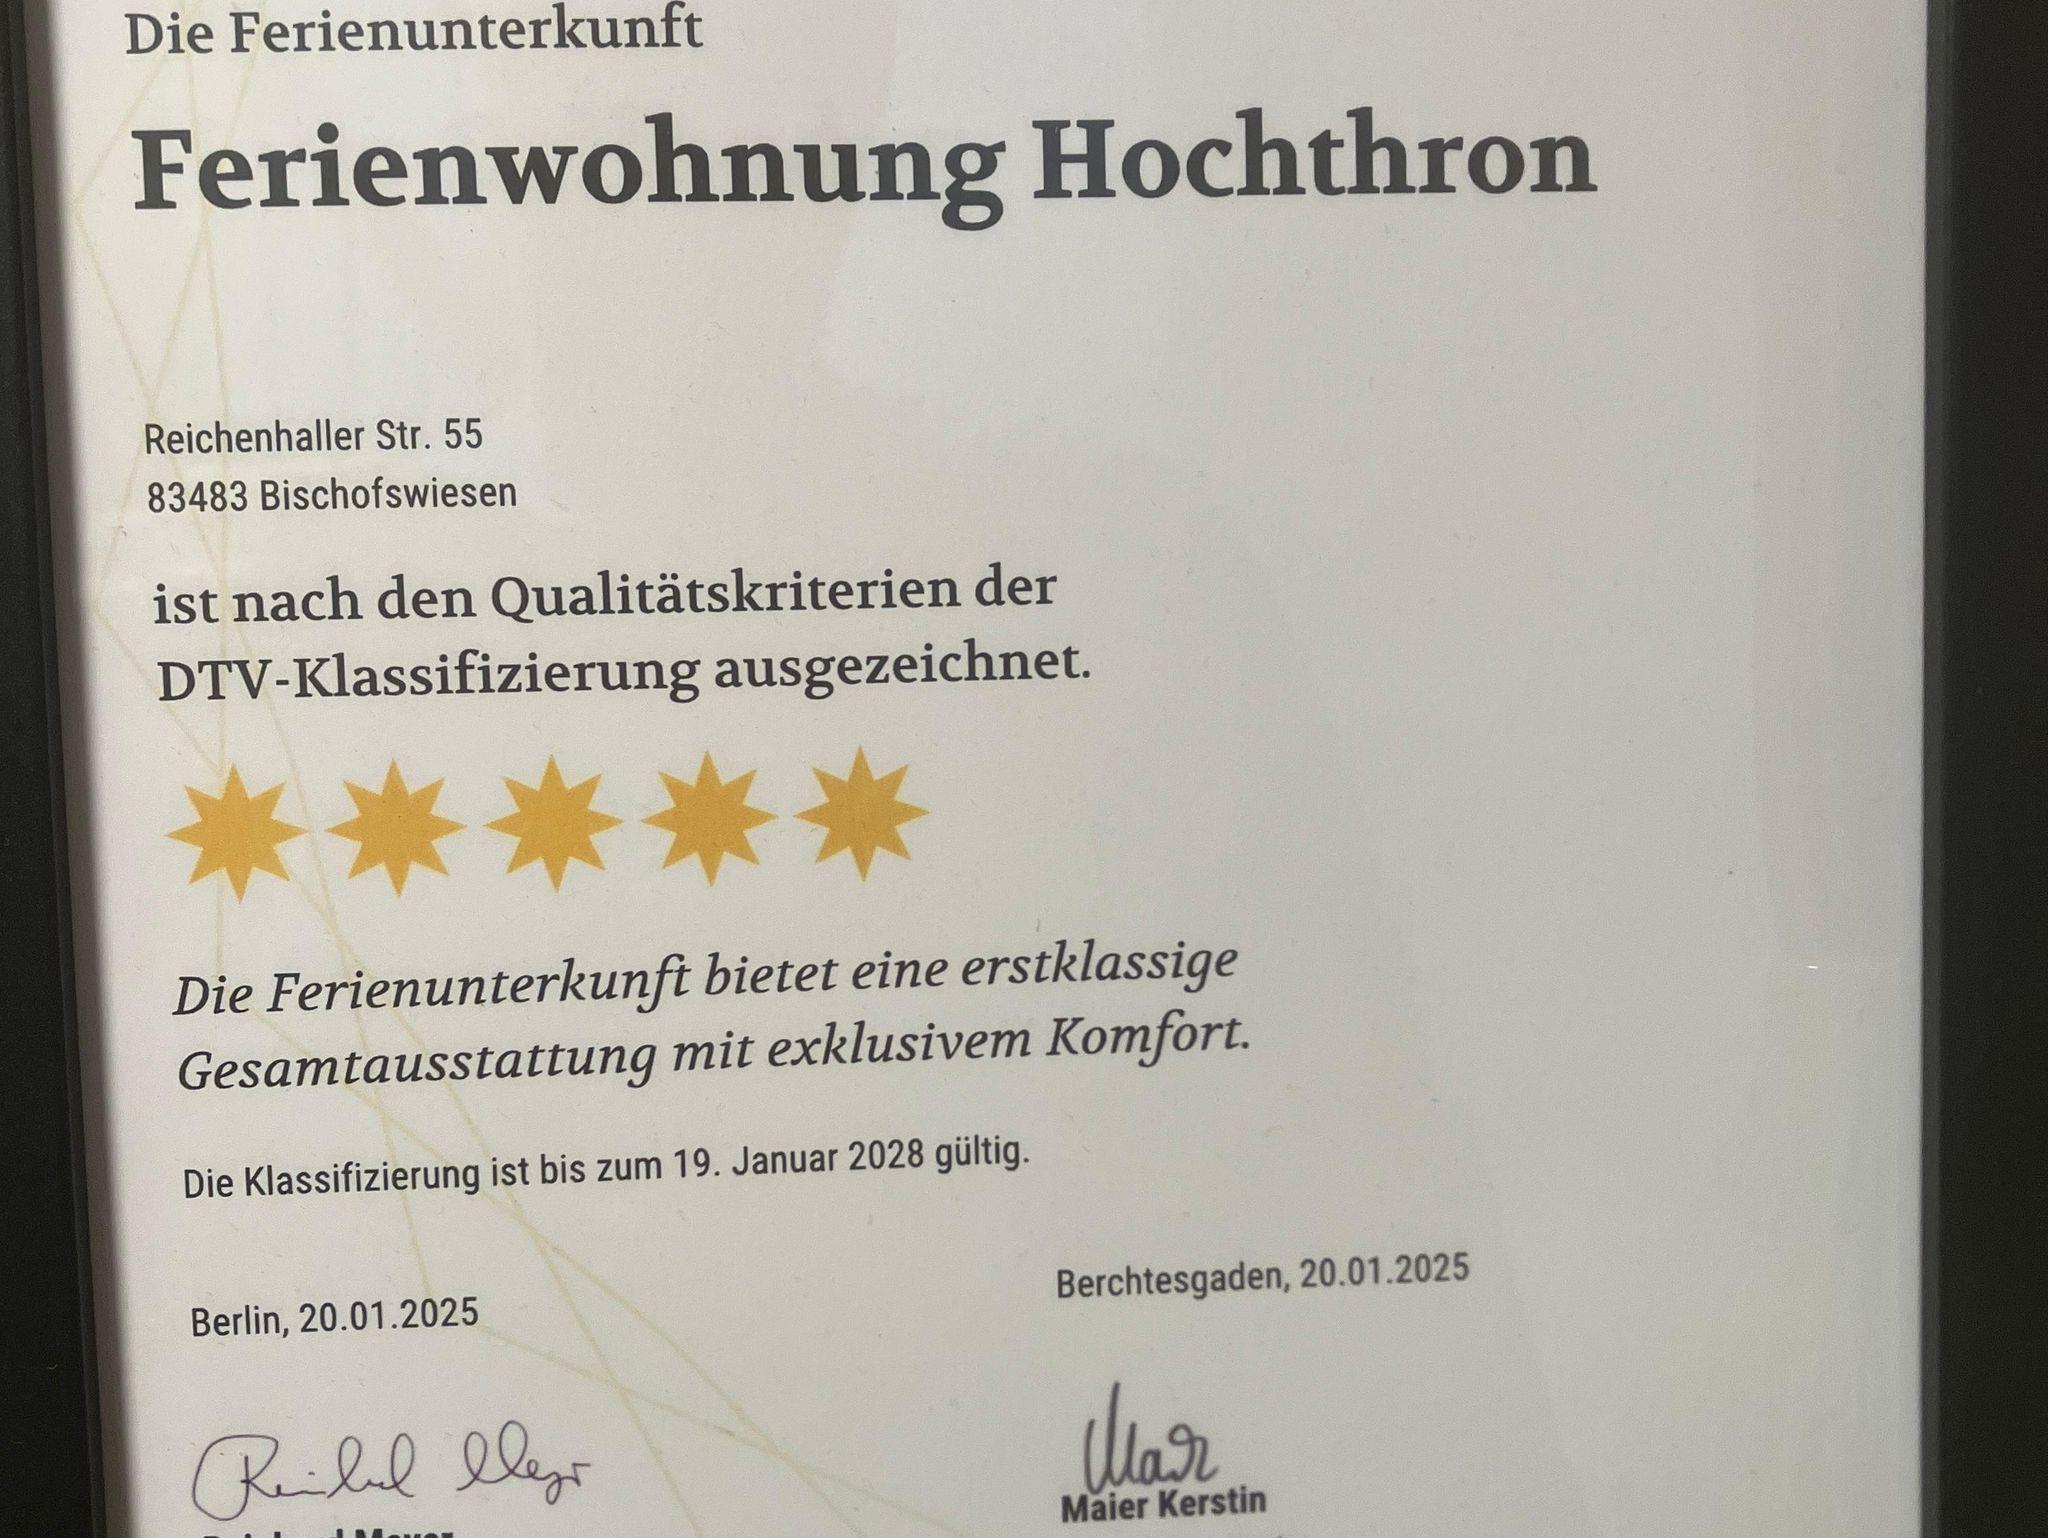 Die Ferienunterkunft
Ferienwohnung Hochthron
Reichenhaller Str. 55
83483 Bischofswiesen
ist nach den Qualitätskriterien der
DTV-Klassifizierung ausgezeichnet.
Die Ferienunterkunft bietet eine erstklassige
Gesamtausstattung mit exklusivem Komfort.
Die Klassifizierung ist bis zum 19. Januar 2028 gültig.
Berlin, 20.01.2025
Berchtesgaden, 20.01.2025
Maier Kerstin